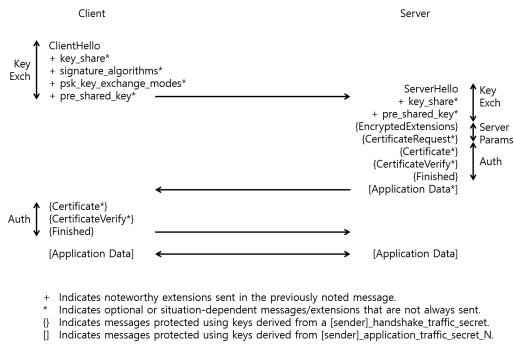 Client
Server
ClientHello
Key
Exch
+ key_share*
+ signature_algorithms*
+ psk_key_exchange_modes*
+ pre_shared_key*
ServerHello
+ key_share*
+ pre_shared_key*
Key
Exch
{EncryptedExtensions}
{CertificateRequest*}
Server
Params
{Certificate*}
{CertificateVerify*}
{Finished}
Auth
[Application Data*]
Auth
{Certificate*}
{CertificateVerify*}
{Finished}
[Application Data]
[Application Data]
+ Indicates noteworthy extensions sent in the previously noted message.
* Indicates optional or situation-dependent messages/extensions that are not always sent.
{} Indicates messages protected using keys derived from a [sender]_handshake_traffic_secret.
[] Indicates messages protected using keys derived from [sender]_application_traffic_secret_N.